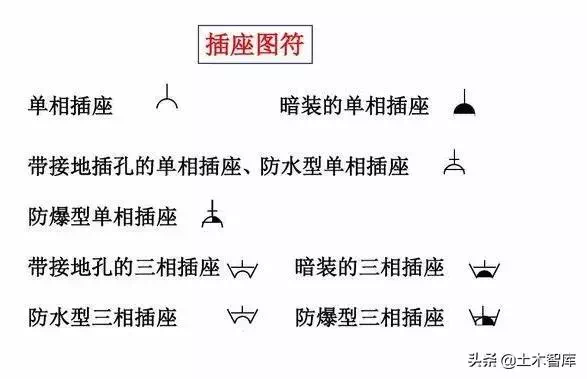 插座图符
单相插座 暗装的单相插座
带接地插孔的单相插座、防水型单相插座
防爆型单相插座
带接地孔的三相插座 暗装的三相插座
防水型三相插座 防爆型三相插座
头条 @土木智库